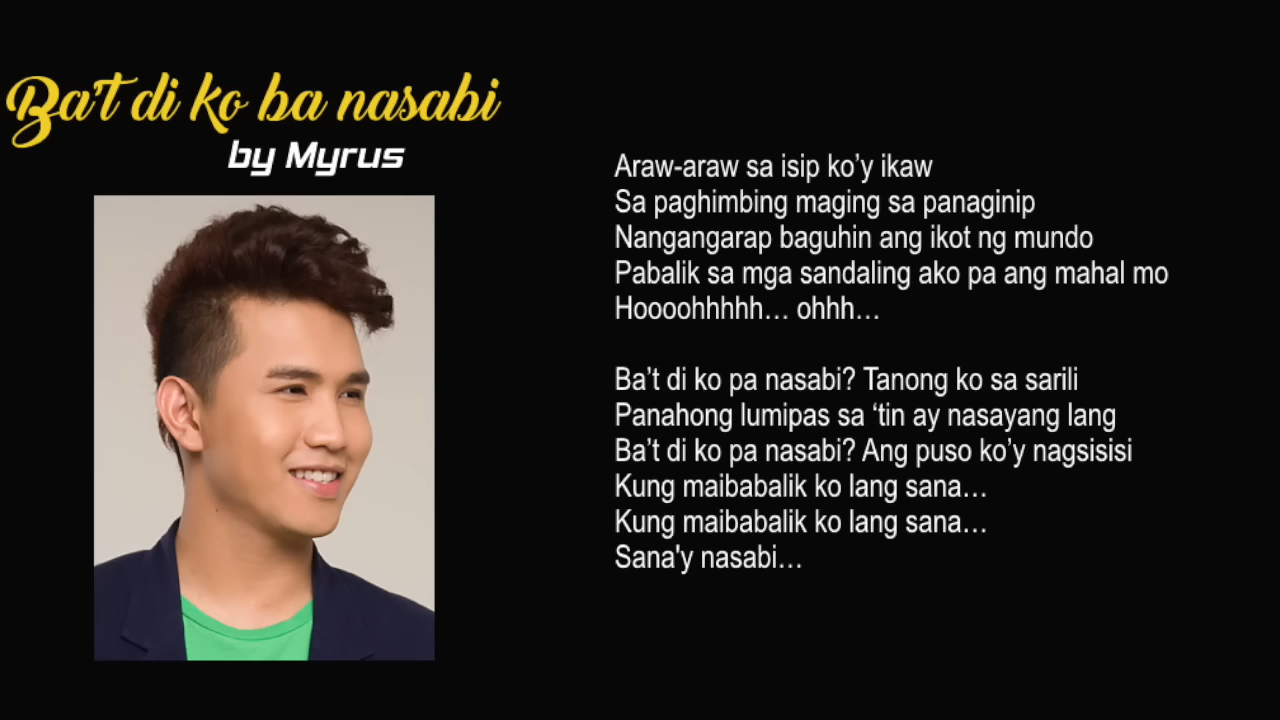 Ba't di ko ba nasabi
by Myrus
Araw-araw sa isip ko’y ikaw
Sa paghimbing maging sa panaginip
Nangangarap baguhin ang ikot ng mundo
Pabalik sa mga sandaling ako pa ang mahal mo
Hoooohhhhh… ohhh…
Ba’t di ko pa nasabi? Tanong ko sa sarili
Panahong lumipas sa ‘tin ay nasayang lang
Ba’t di ko pa nasabi? Ang puso ko’y nagsisisi
Kung maibabalik ko lang sana…
Kung maibabalik ko lang sana…
Sana'y nasabi…